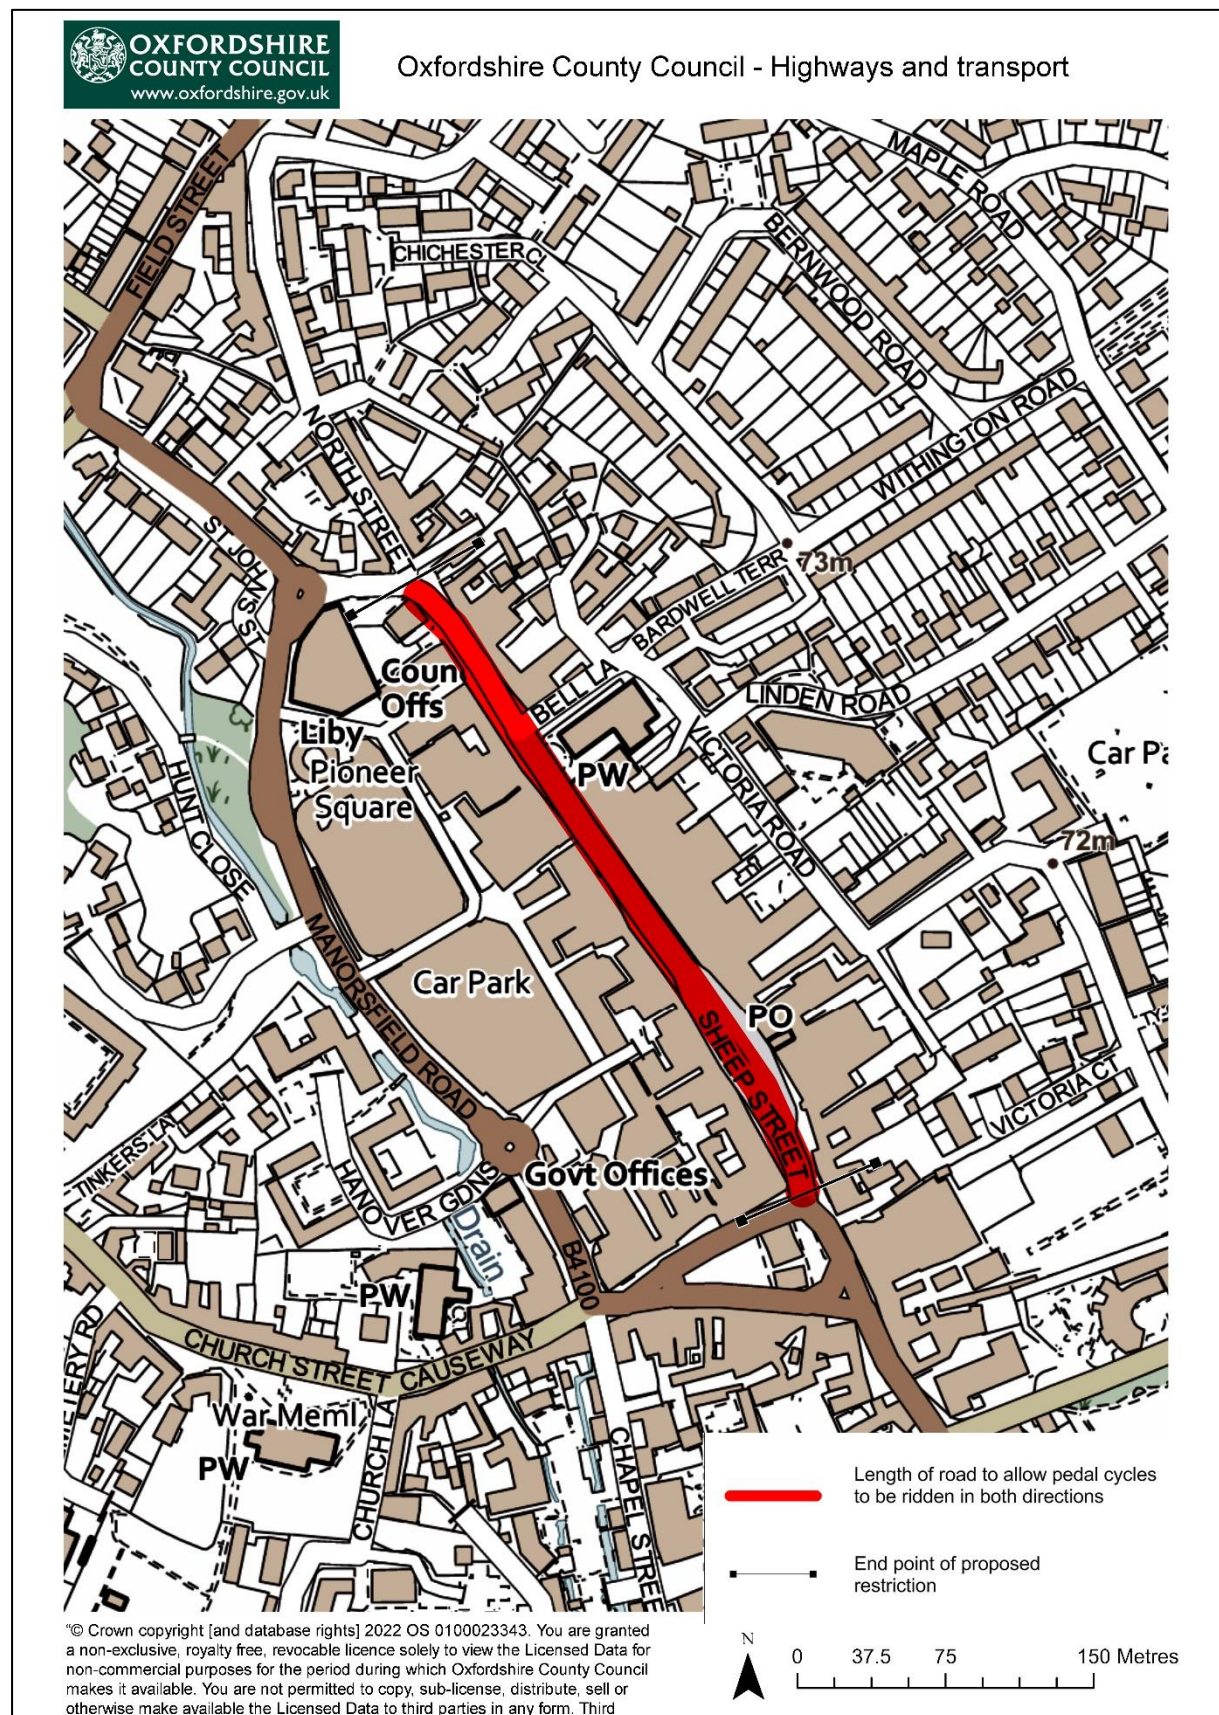 OXFORDSHIRE
COUNTY COUNCIL
www.oxfordshire.gov.uk
Oxfordshire County Council - Highways and transport
FIELD STREET
MAPLE ROAD
CHICHESTER CL
BERNWOOD ROAD
WITHINGTON ROAD
NORTH STREET
ST JOHN'S ST
73m
BARDWELL TERR
BELL LA
LINDEN ROAD
Coun
Offs
Liby
Pioneer
Square
PW
VICTORIA ROAD
Car Pa
HUNT CLOSE
72m
MANORSFIELD ROAD
Car Park
PO
SHEEP STREET
VICTORIA CT
TINKERS LA
HANOVER GDNS
Govt Offices
Drain
B4100
PW
CHURCH STREET
CAUSEWAY
METERY RD
War Meml
PW
CHURCH LA
CHAPEL STREE
Length of road to allow pedal cycles
to be ridden in both directions
End point of proposed
restriction
"© Crown copyright [and database rights] 2022 OS 0100023343. You are granted
a non-exclusive, royalty free, revocable licence solely to view the Licensed Data for
non-commercial purposes for the period during which Oxfordshire County Council
makes it available. You are not permitted to copy, sub-license, distribute, sell or
otherwise make available the Licensed Data to third parties in any form. Third
N
0 37.5 75 150 Metres